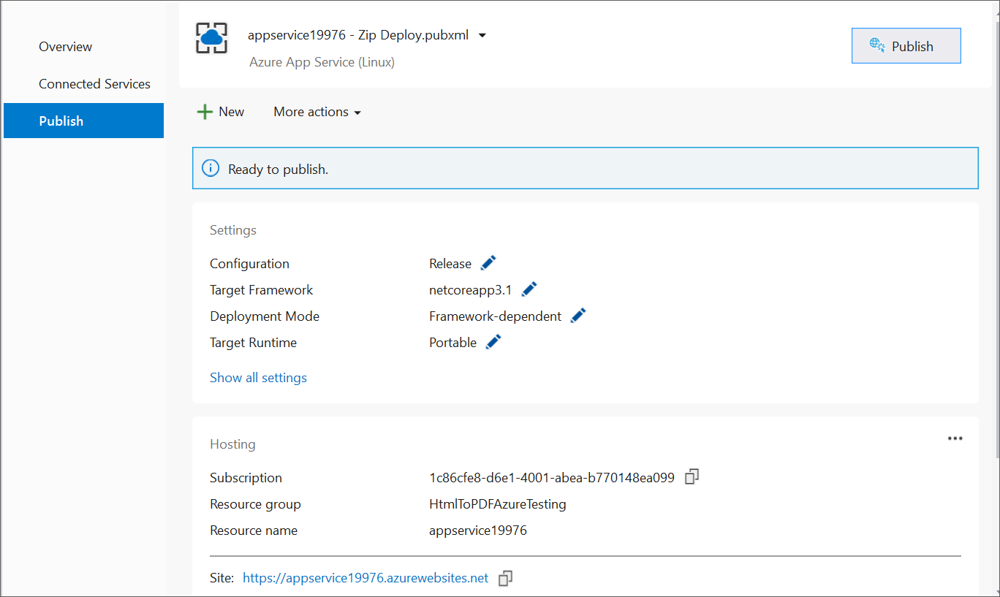 Overview
Connected Services
Publish
appservice19976 - Zip Deploy.pubxml
Azure App Service (Linux)
Publish
New
More actions
Ready to publish.
Settings
Configuration Release
Target Framework netcoreapp3.1
Deployment Mode Framework-dependent
Target Runtime Portable
Show all settings
Hosting
Subscription 1c86cfe8-d6e1-4001-abea-b770148ea099
Resource group HtmlToPDFAzureTesting
Resource name appservice19976
Site: https://appservice19976.azurewebsites.net